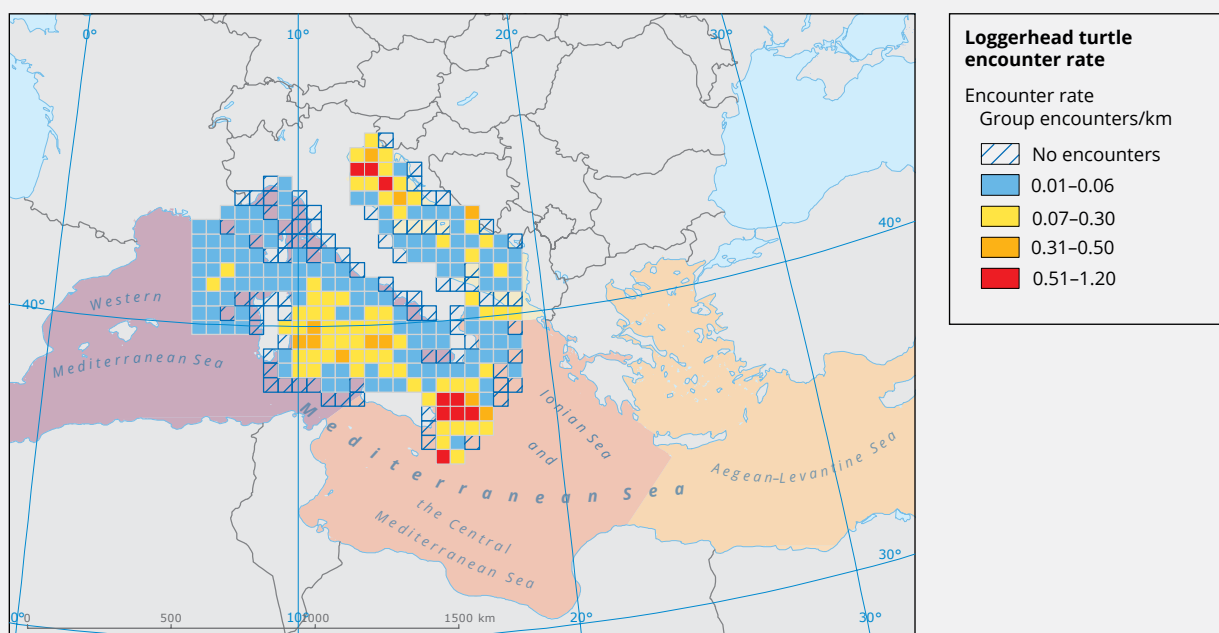 0°
10°
20°
30°
40°
40°
Western
Mediterranean Sea
Mediterranean Sea
Ionian Sea
and
the Central
Mediterranean Sea
Aegean–Levantine Sea
30°
0°
10°
20°
30°
0
500
1000
1500 km
Loggerhead turtle
encounter rate
Encounter rate
Group encounters/km
No encounters
0.01–0.06
0.07–0.30
0.31–0.50
0.51–1.20